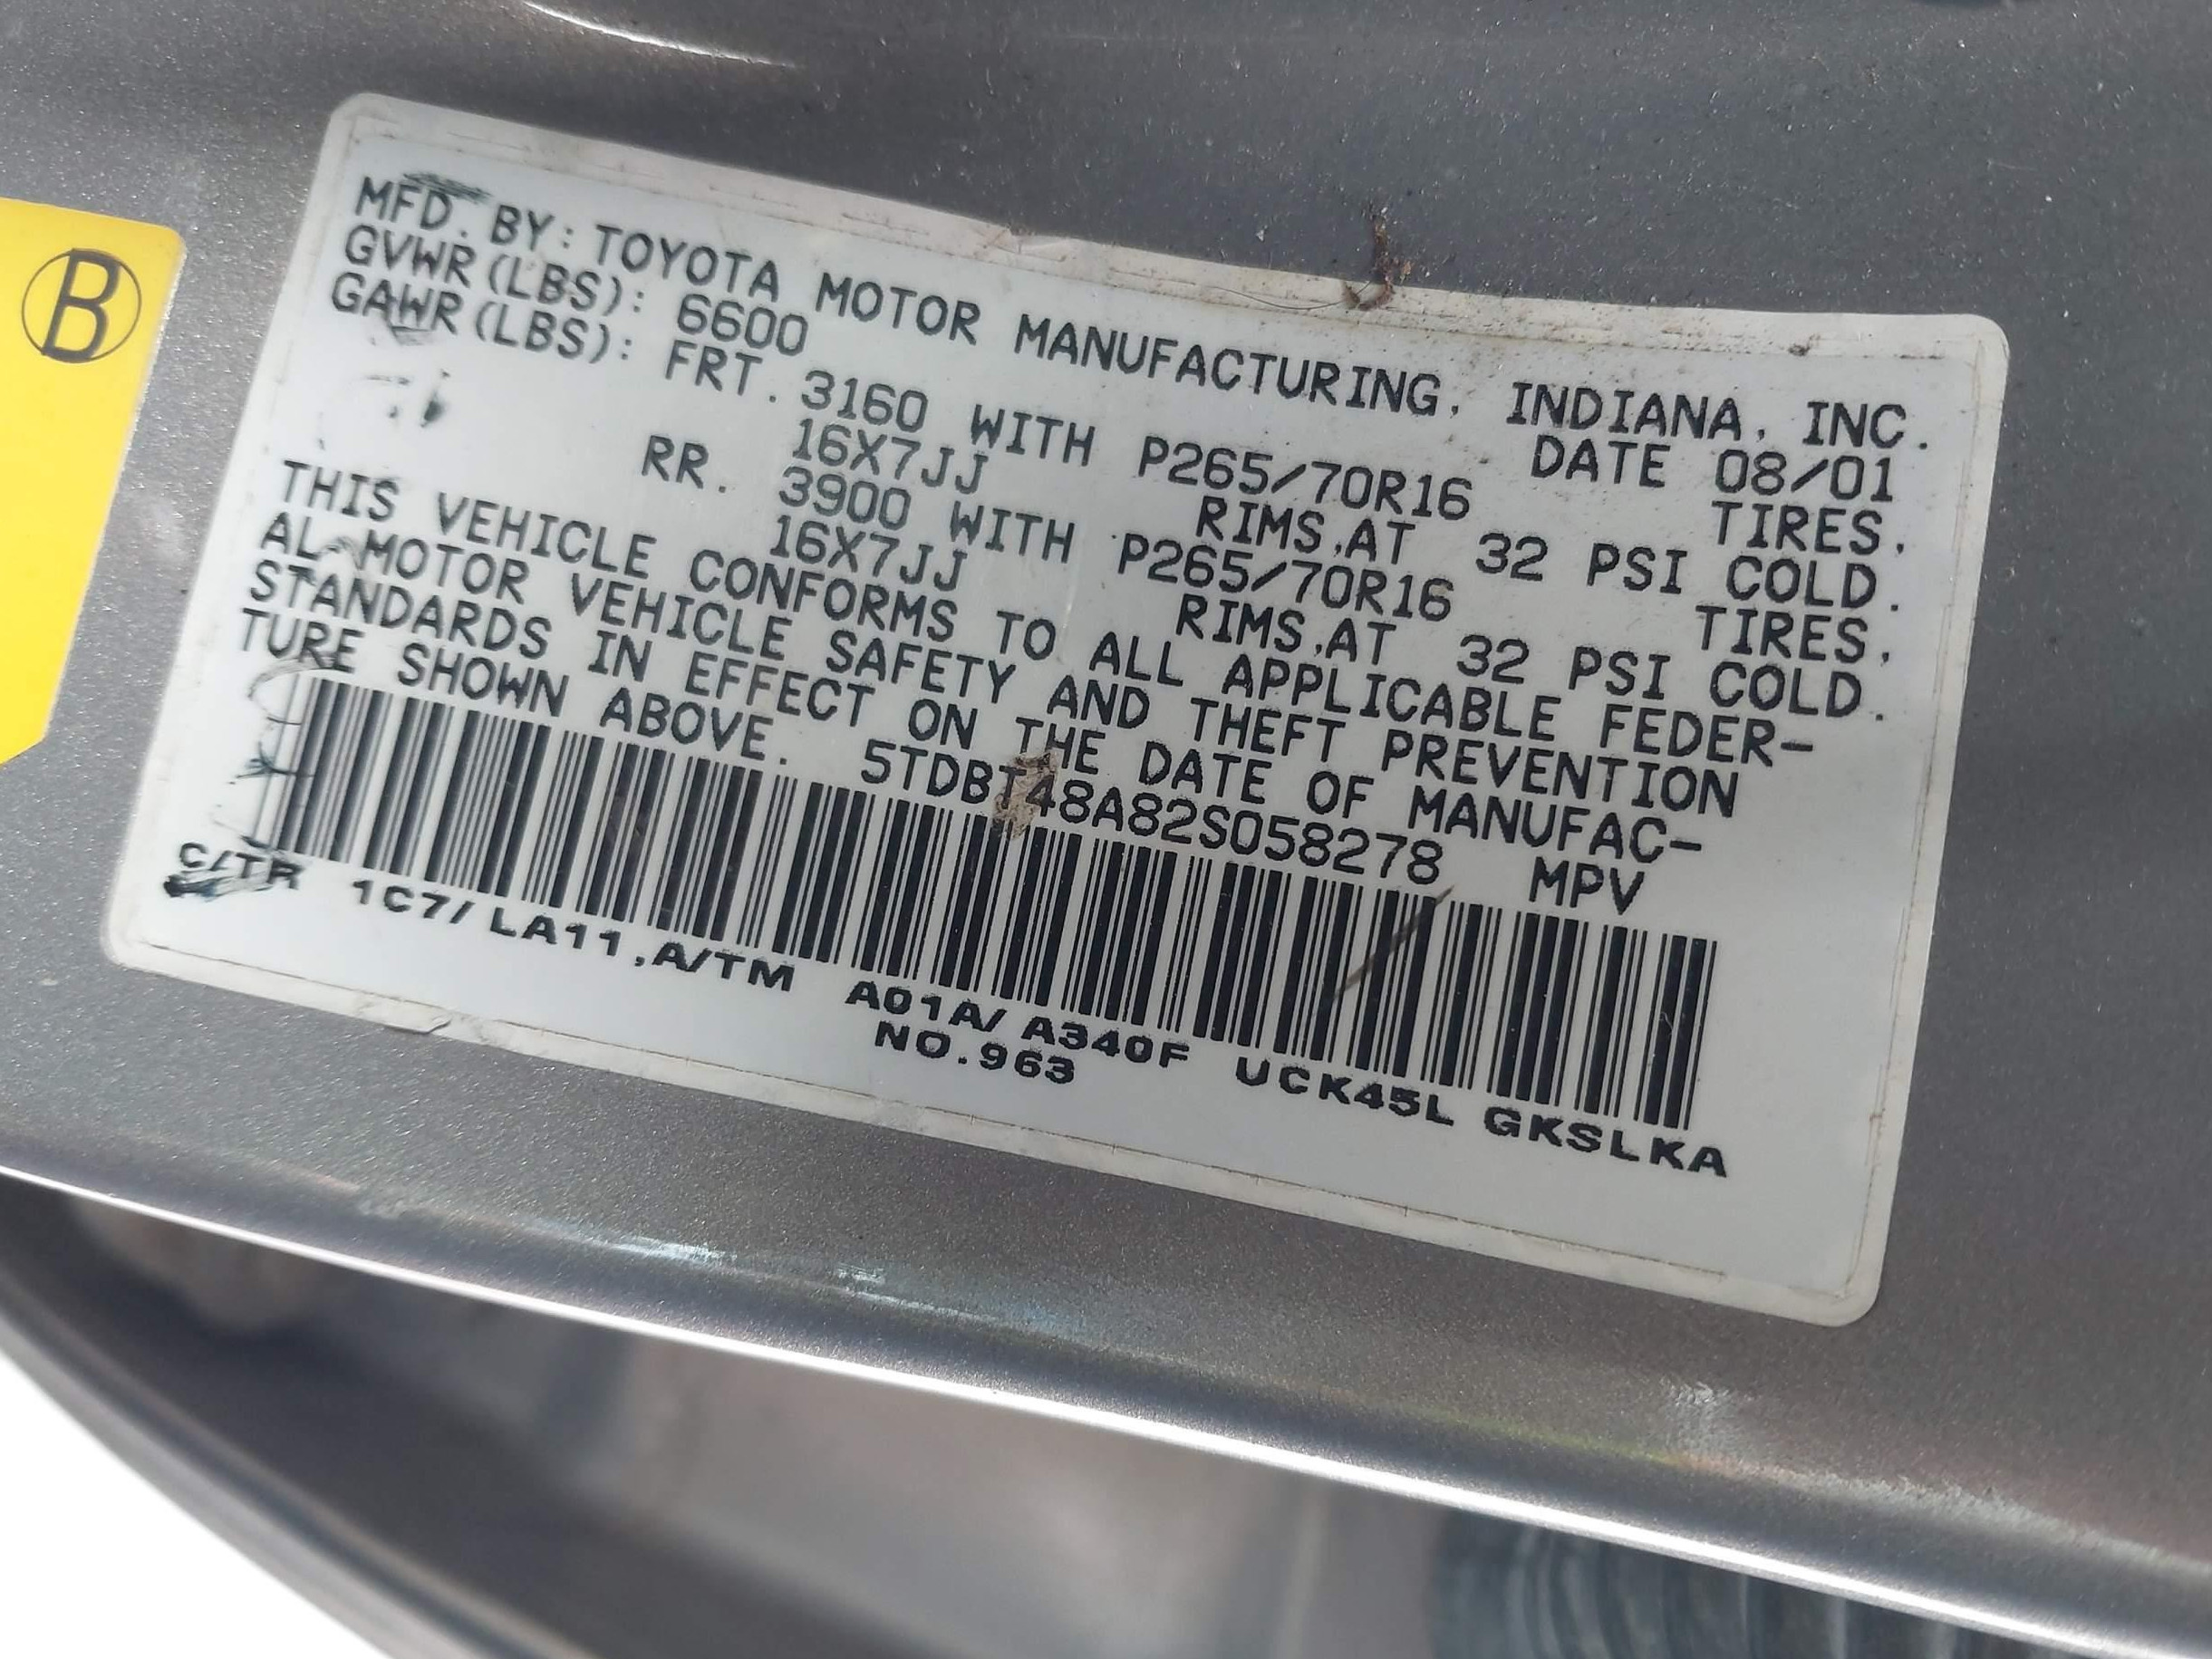 B
MFD. BY: TOYOTA MOTOR MANUFACTURING, INDIANA, INC.
GVWR(LBS): 6600 DATE 08/01
GAWR(LBS): FRT. 3160 WITH P265/70R16 TIRES,
16X7JJ RIMS,AT 32 PSI COLD.
RR. 3900 WITH P265/70R16 TIRES,
16X7JJ RIMS,AT 32 PSI COLD.
THIS VEHICLE CONFORMS TO ALL APPLICABLE FEDER-
AL MOTOR VEHICLE SAFETY AND THEFT PREVENTION
STANDARDS IN EFFECT ON THE DATE OF MANUFAC-
TURE SHOWN ABOVE. 5TDBT48A82S058278 MPV
C/TR 1C7/LA11,A/TM A01A/A340F UCK45L GKSLKA
NO.963